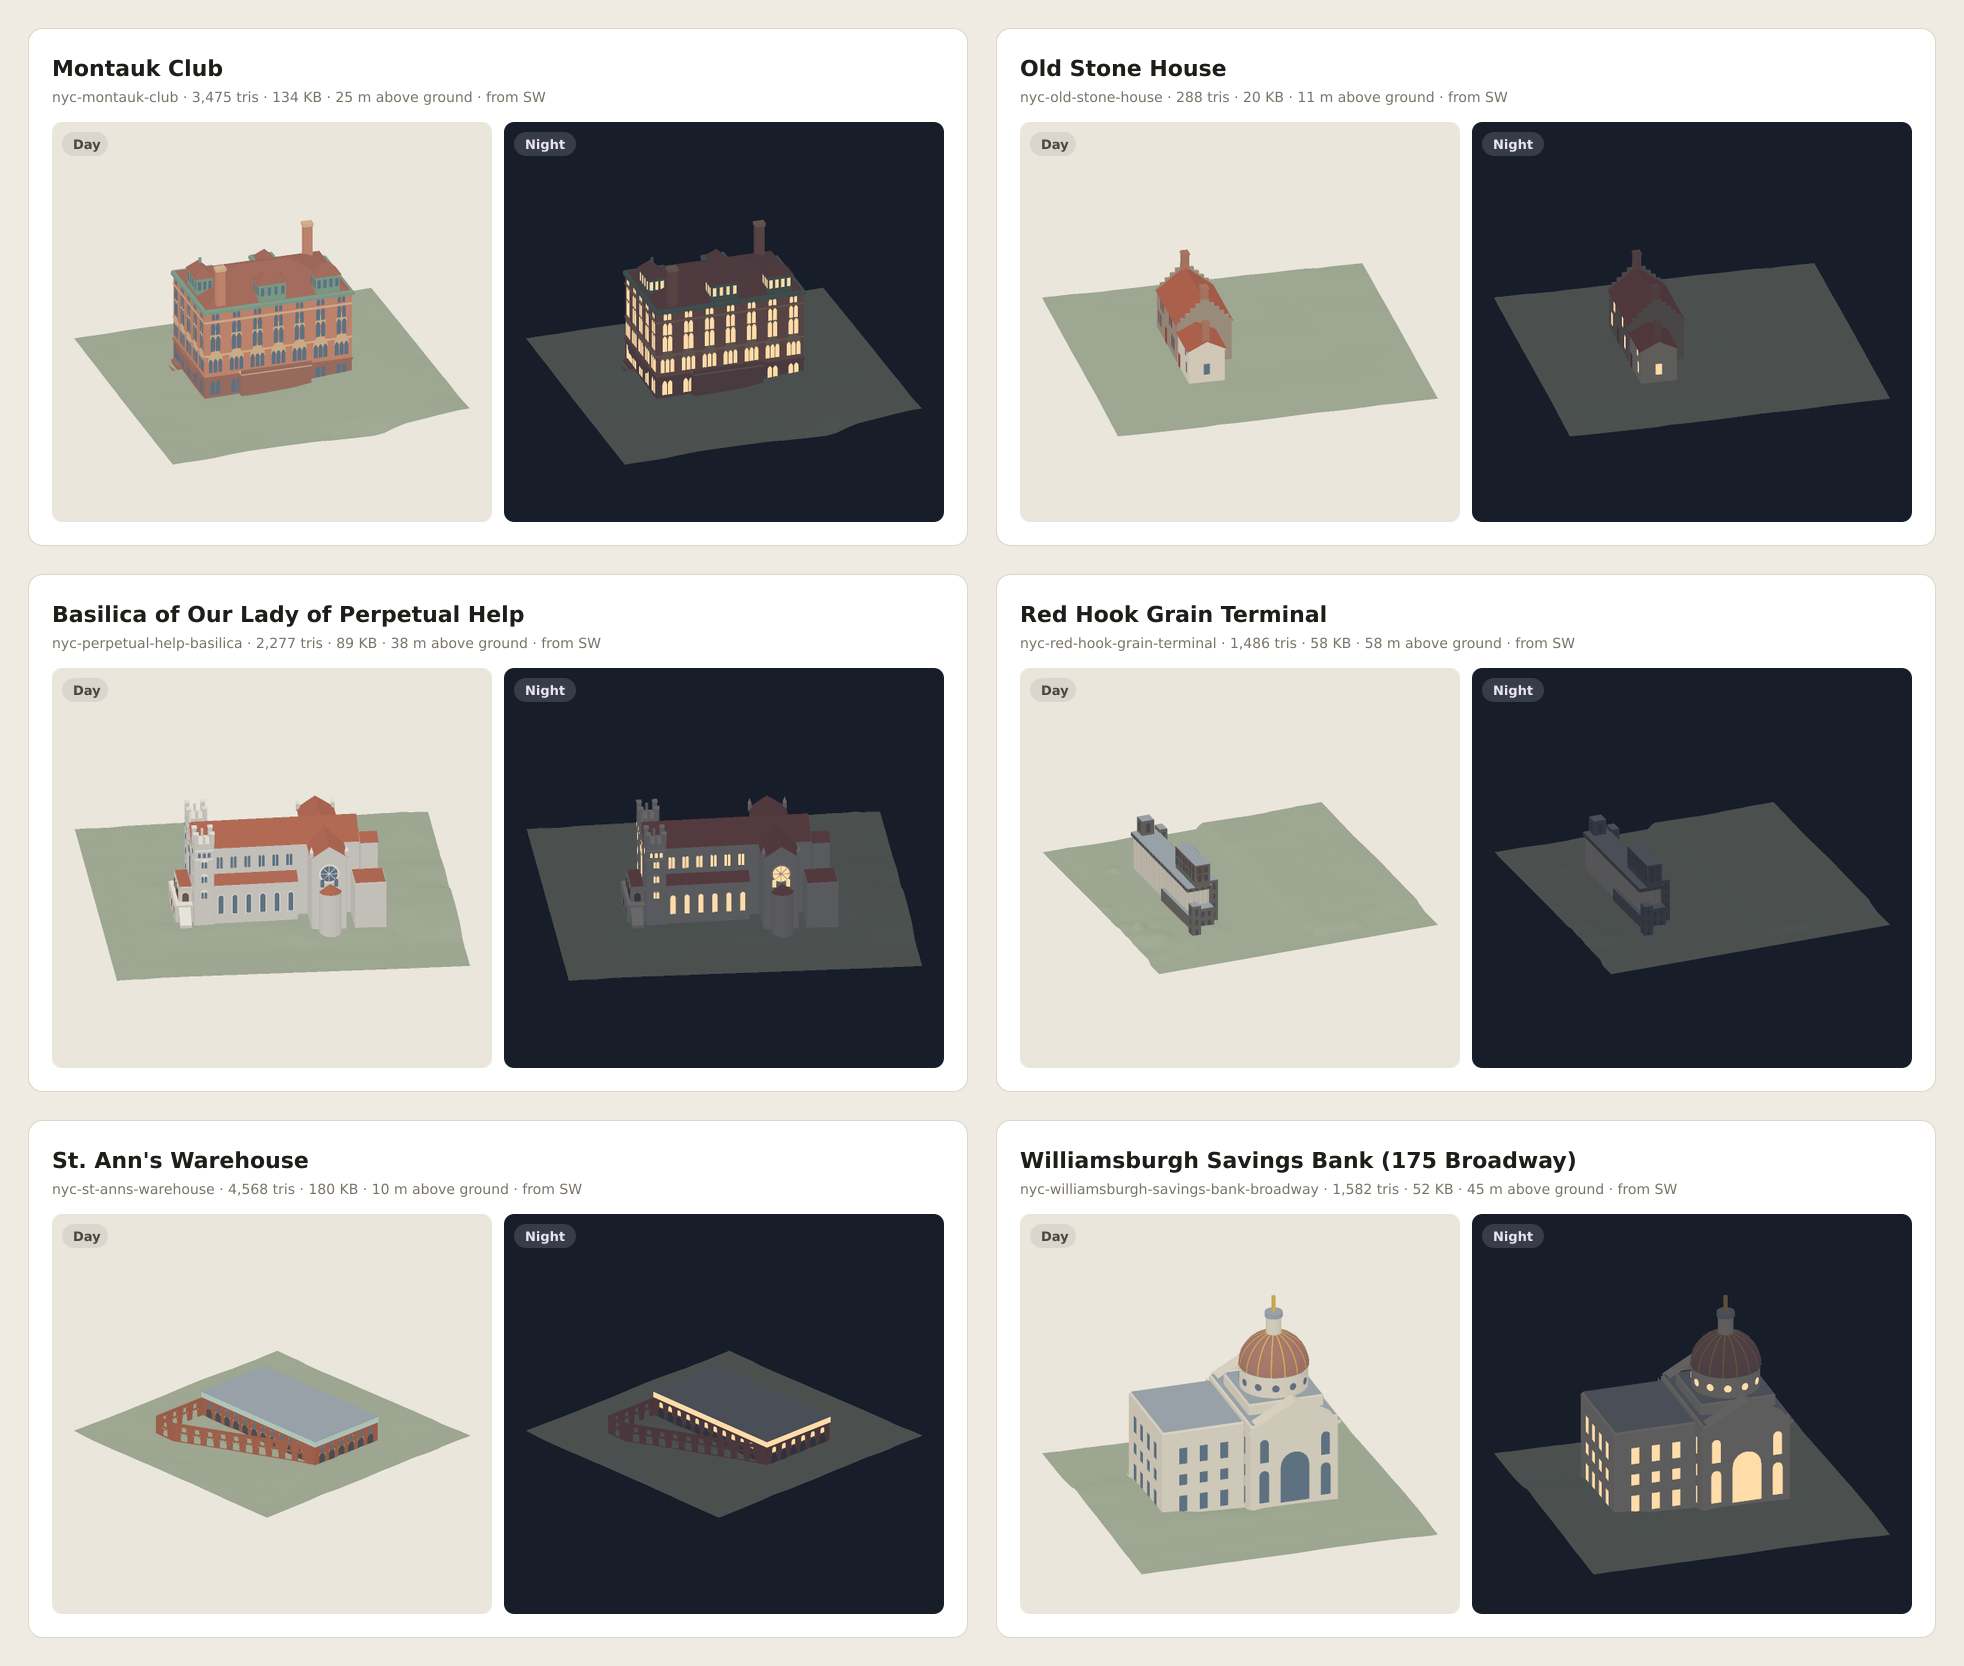 Montauk Club
nyc-montauk-club · 3,475 tris · 134 KB · 25 m above ground · from SW
Day
Night
Old Stone House
nyc-old-stone-house · 288 tris · 20 KB · 11 m above ground · from SW
Day
Night
Basilica of Our Lady of Perpetual Help
nyc-perpetual-help-basilica · 2,277 tris · 89 KB · 38 m above ground · from SW
Day
Night
Red Hook Grain Terminal
nyc-red-hook-grain-terminal · 1,486 tris · 58 KB · 58 m above ground · from SW
Day
Night
St. Ann's Warehouse
nyc-st-anns-warehouse · 4,568 tris · 180 KB · 10 m above ground · from SW
Day
Night
Williamsburgh Savings Bank (175 Broadway)
nyc-williamsburgh-savings-bank-broadway · 1,582 tris · 52 KB · 45 m above ground · from SW
Day
Night